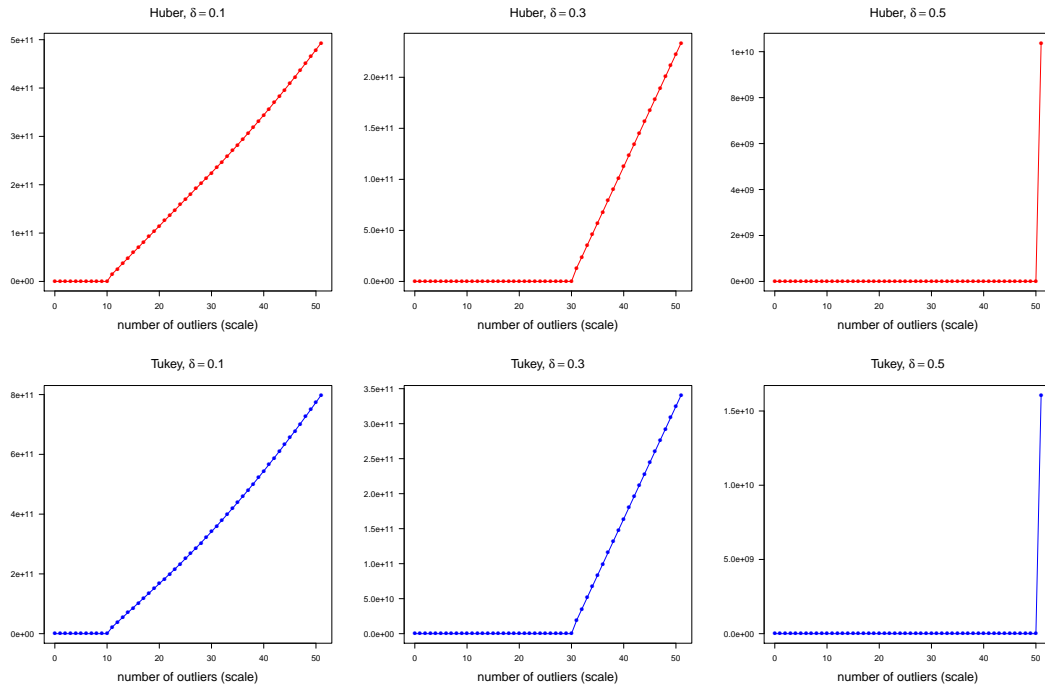 Huber, δ = 0.1
5e+11
4e+11
3e+11
2e+11
1e+11
0e+00
0 10 20 30 40 50
number of outliers (scale)
Huber, δ = 0.3
2.0e+11
1.5e+11
1.0e+11
5.0e+10
0.0e+00
0 10 20 30 40 50
number of outliers (scale)
Huber, δ = 0.5
1e+10
8e+09
6e+09
4e+09
2e+09
0e+00
0 10 20 30 40 50
number of outliers (scale)
Tukey, δ = 0.1
8e+11
6e+11
4e+11
2e+11
0e+00
0 10 20 30 40 50
number of outliers (scale)
Tukey, δ = 0.3
3.5e+11
3.0e+11
2.5e+11
2.0e+11
1.5e+11
1.0e+11
5.0e+10
0.0e+00
0 10 20 30 40 50
number of outliers (scale)
Tukey, δ = 0.5
1.5e+10
1.0e+10
5.0e+09
0.0e+00
0 10 20 30 40 50
number of outliers (scale)